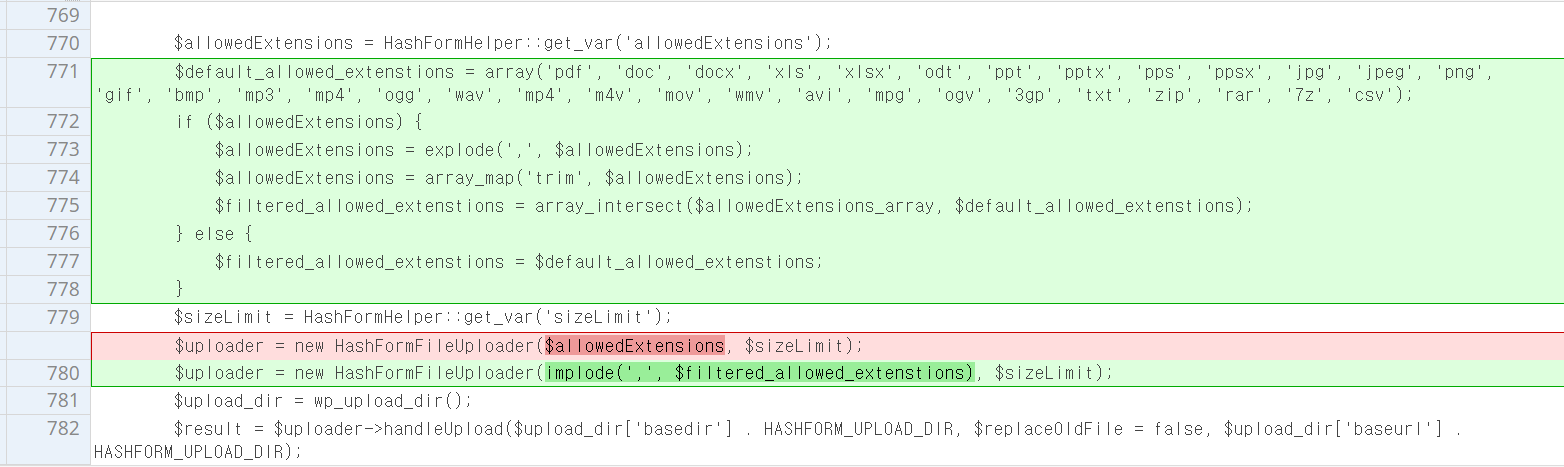 769
770 $allowedExtensions = HashFormHelper::get_var('allowedExtensions');
771 $default_allowed_extenstions = array('pdf', 'doc', 'docx', 'xls', 'xlsx', 'odt', 'ppt', 'pptx', 'pps', 'ppsx', 'jpg', 'jpeg', 'png',
'gif', 'bmp', 'mp3', 'mp4', 'ogg', 'wav', 'mp4', 'm4v', 'mov', 'wmv', 'avi', 'mpg', 'ogv', '3gp', 'txt', 'zip', 'rar', '7z', 'csv');
772 if ($allowedExtensions) {
773 $allowedExtensions = explode(',', $allowedExtensions);
774 $allowedExtensions = array_map('trim', $allowedExtensions);
775 $filtered_allowed_extenstions = array_intersect($allowedExtensions_array, $default_allowed_extenstions);
776 } else {
777 $filtered_allowed_extenstions = $default_allowed_extenstions;
778 }
779 $sizeLimit = HashFormHelper::get_var('sizeLimit');
$uploader = new HashFormFileUploader($allowedExtensions, $sizeLimit);
780 $uploader = new HashFormFileUploader(implode(',', $filtered_allowed_extenstions), $sizeLimit);
781 $upload_dir = wp_upload_dir();
782 $result = $uploader->handleUpload($upload_dir['basedir'] . HASHFORM_UPLOAD_DIR, $replaceOldFile = false, $upload_dir['baseurl'] .
HASHFORM_UPLOAD_DIR);